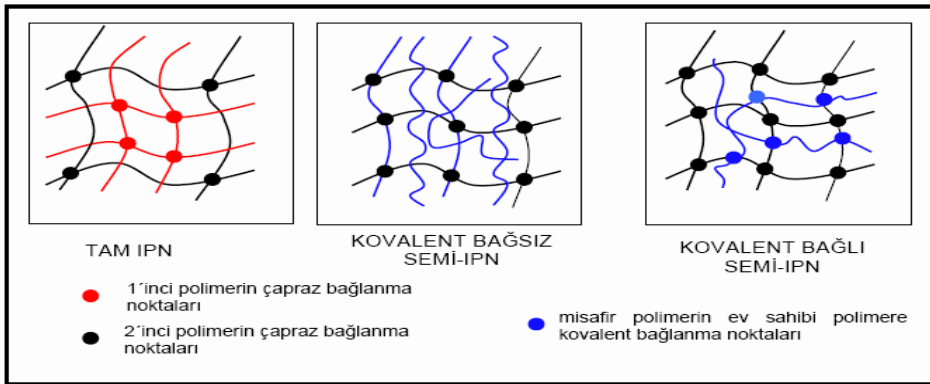 TAM IPN
KOVALENT BAĞSIZ
SEMİ-IPN
KOVALENT BAĞLI
SEMİ-IPN
1´inci polimerin çapraz bağlanma
noktaları
2´inci polimerin çapraz bağlanma
noktaları
misafir polimerin ev sahibi polimere
kovalent bağlanma noktaları